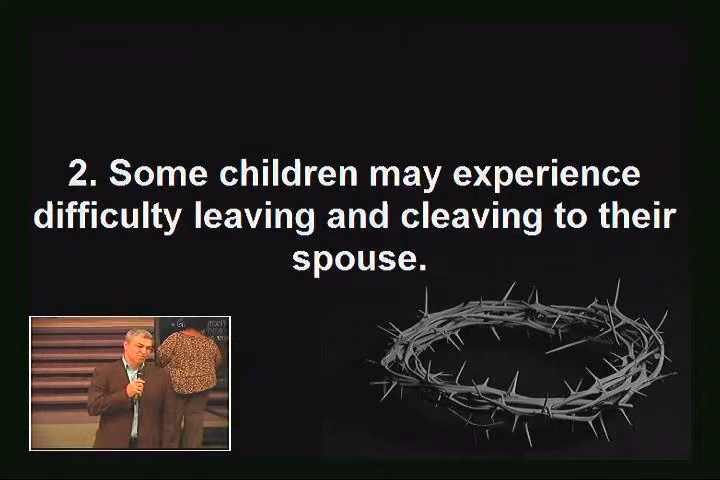 2. Some children may experience
difficulty leaving and cleaving to their
spouse.